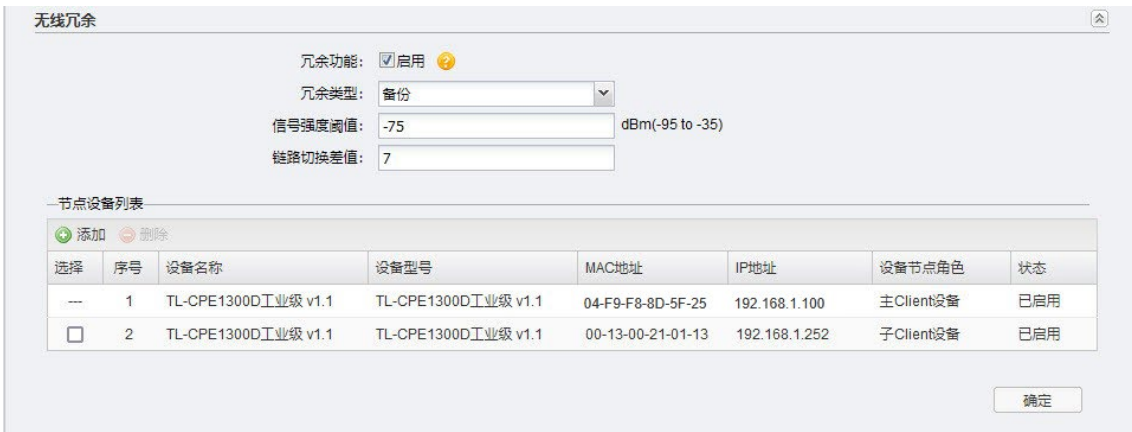 无线冗余
冗余功能: 启用
冗余类型: 备份
信号强度阈值: -75 dBm(-95 to -35)
链路切换差值: 7
节点设备列表
添加 删除
选择 序号 设备名称 设备型号 MAC地址 IP地址 设备节点角色 状态
--- 1 TL-CPE1300D工业级 v1.1 TL-CPE1300D工业级 v1.1 04-F9-F8-8D-5F-25 192.168.1.100 主Client设备 已启用
2 TL-CPE1300D工业级 v1.1 TL-CPE1300D工业级 v1.1 00-13-00-21-01-13 192.168.1.252 子Client设备 已启用
确定